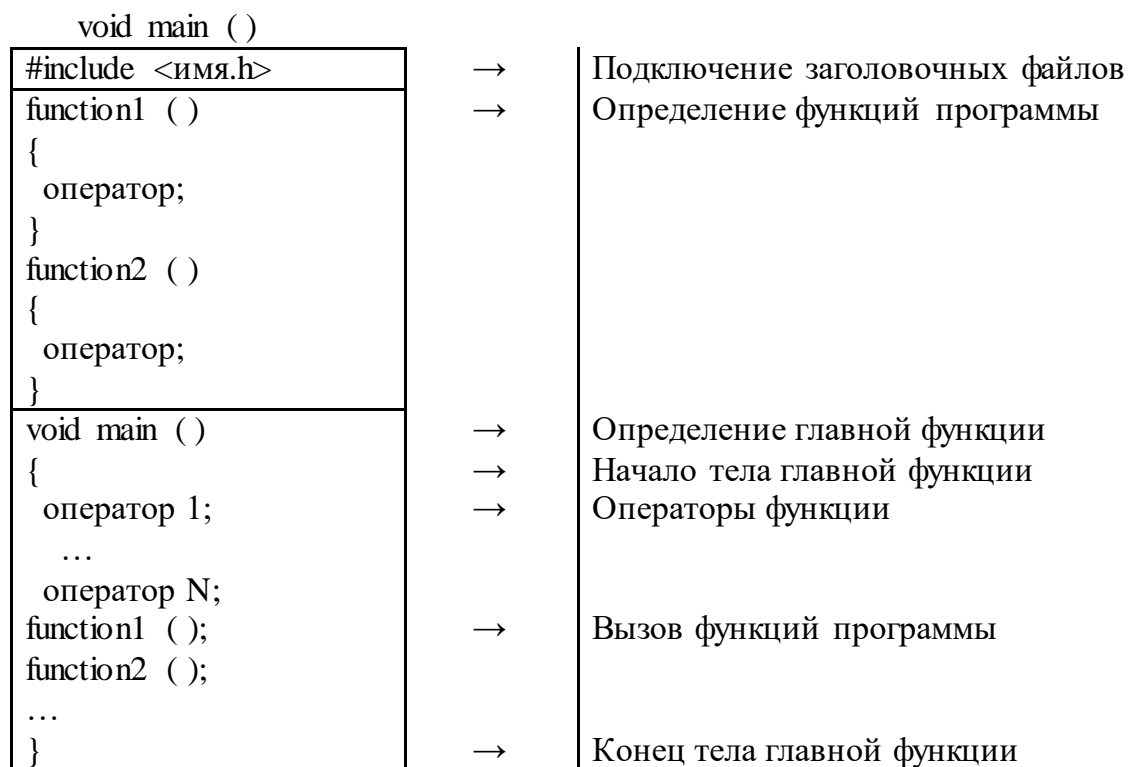 void main ( )
#include <имя.h> → Подключение заголовочных файлов
function1 ( ) → Определение функций программы
{
оператор;
}
function2 ( )
{
оператор;
}
void main ( ) → Определение главной функции
{ → Начало тела главной функции
оператор 1; → Операторы функции
…
оператор N;
function1 ( ); → Вызов функций программы
function2 ( );
…
} → Конец тела главной функции